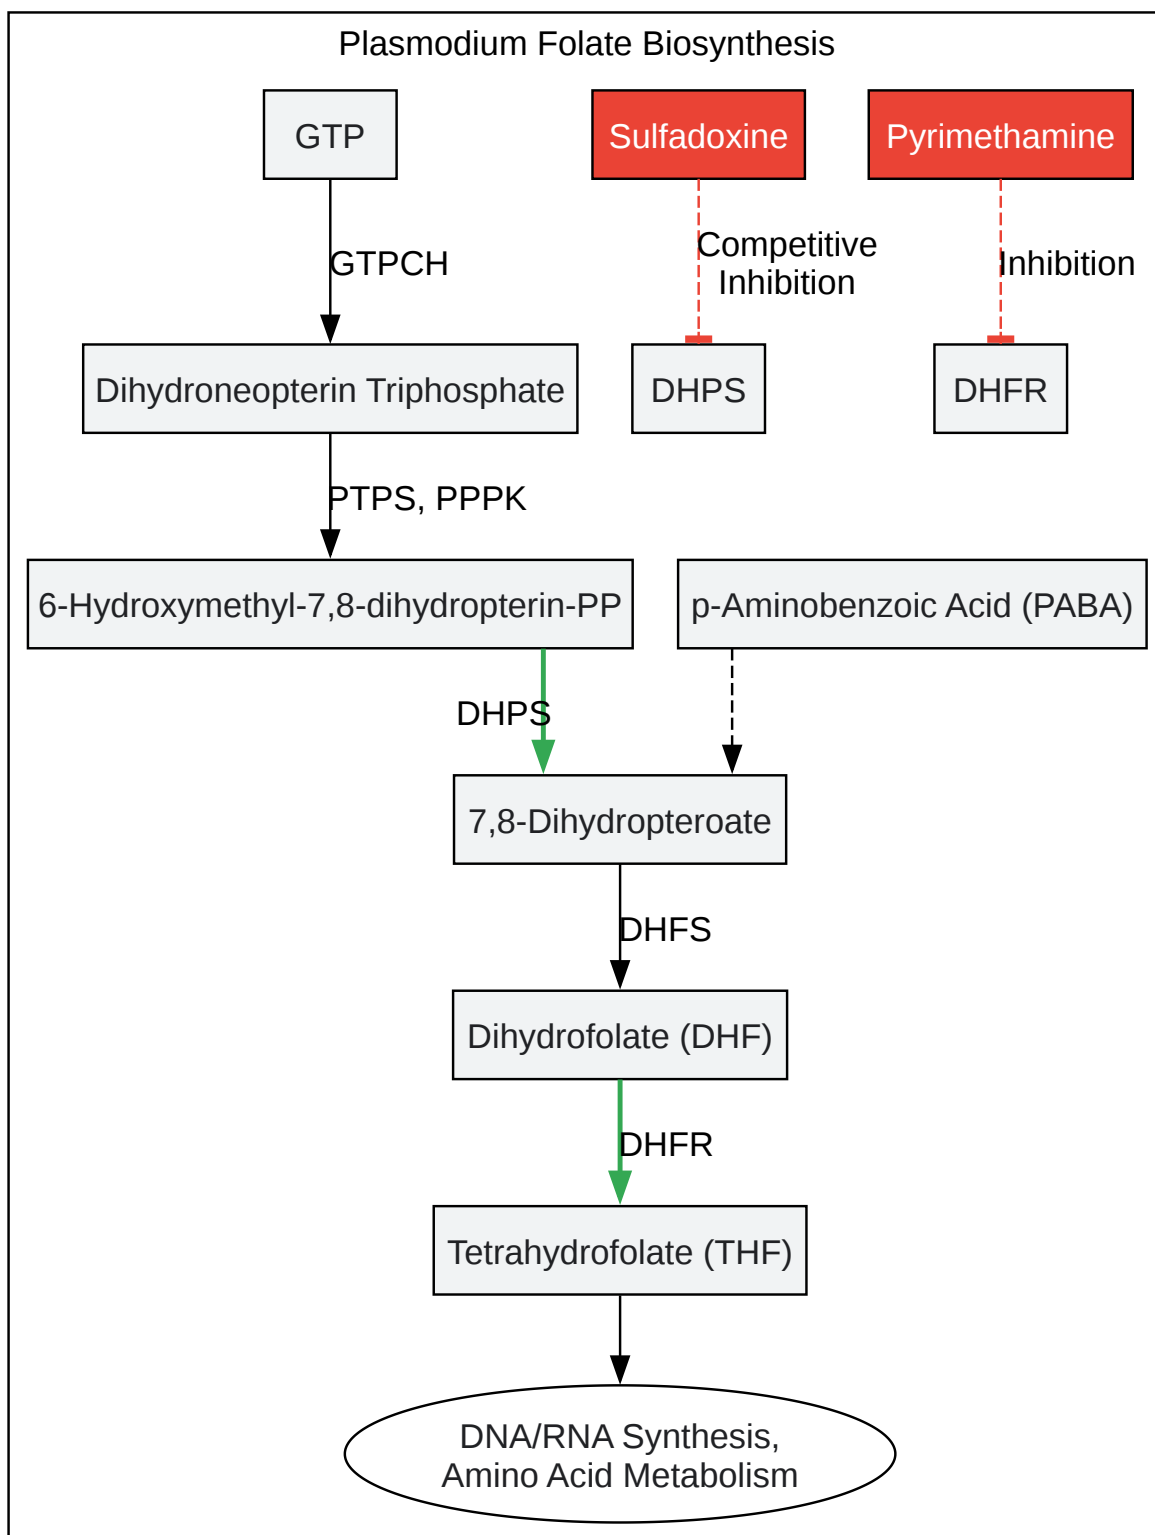 Plasmodium Folate Biosynthesis
GTP
Sulfadoxine
Pyrimethamine
GTPCH
Competitive
Inhibition
Inhibition
Dihydroneopterin Triphosphate
DHPS
DHFR
PTPS, PPPK
6-Hydroxymethyl-7,8-dihydropterin-PP
p-Aminobenzoic Acid (PABA)
DHPS
7,8-Dihydropteroate
DHFS
Dihydrofolate (DHF)
DHFR
Tetrahydrofolate (THF)
DNA/RNA Synthesis,
Amino Acid Metabolism